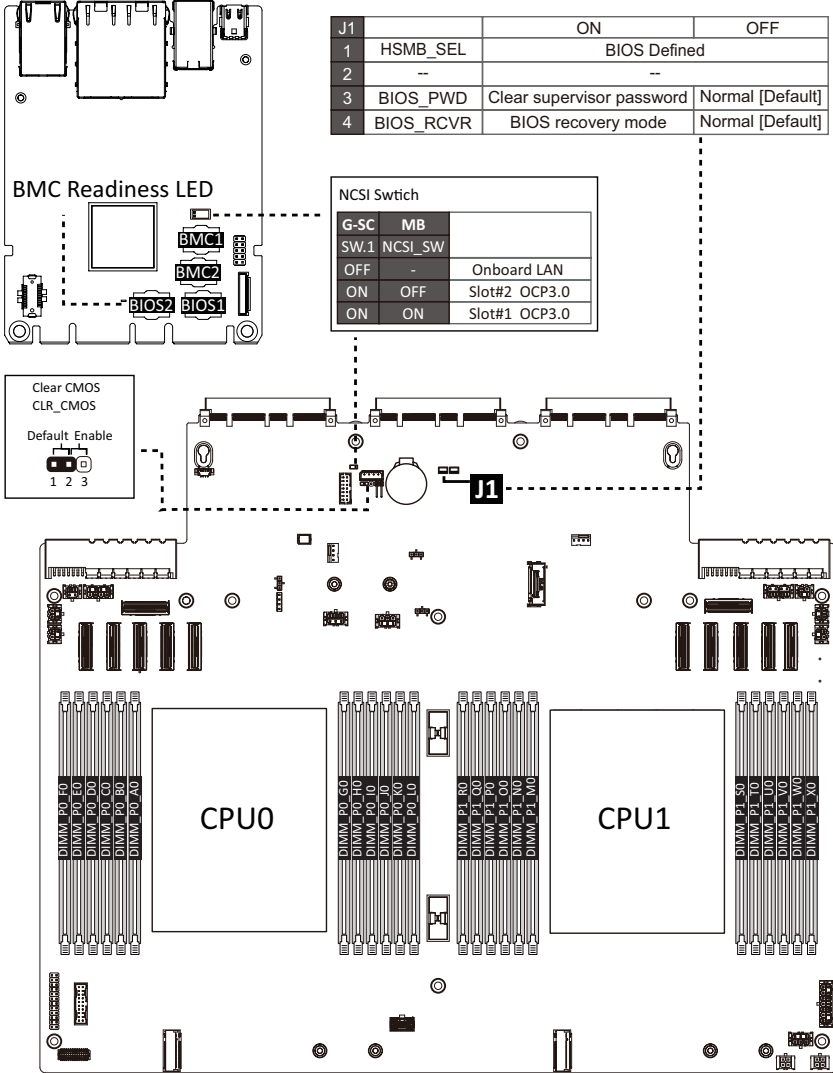 J1 ON OFF
1 HSMB_SEL BIOS Defined
2 -- --
3 BIOS_PWD Clear supervisor password Normal [Default]
4 BIOS_RCVR BIOS recovery mode Normal [Default]
BMC Readiness LED
BMC1
BMC2
BIOS2 BIOS1
NCSI Swtich
G-SC MB
SW.1 NCSI_SW
OFF - Onboard LAN
ON OFF Slot#2 OCP3.0
ON ON Slot#1 OCP3.0
Clear CMOS
CLR_CMOS
Default Enable
1 2 3
J1
DIMM_P0_F0
DIMM_P0_E0
DIMM_P0_D0
DIMM_P0_C0
DIMM_P0_B0
DIMM_P0_A0
CPU0
DIMM_P0_G0
DIMM_P0_H0
DIMM_P0_I0
DIMM_P0_J0
DIMM_P0_K0
DIMM_P0_L0
DIMM_P1_R0
DIMM_P1_Q0
DIMM_P1_P0
DIMM_P1_O0
DIMM_P1_N0
DIMM_P1_M0
CPU1
DIMM_P1_S0
DIMM_P1_T0
DIMM_P1_U0
DIMM_P1_V0
DIMM_P1_W0
DIMM_P1_X0